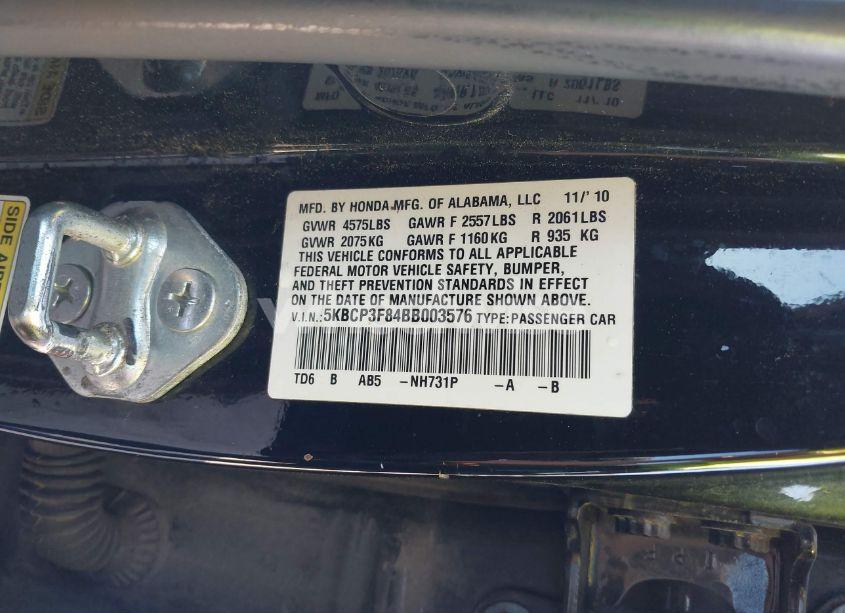 MFD. BY HONDA MFG. OF ALABAMA, LLC 11/'10
GVWR 4575LBS GAWR F 2557LBS R 2061LBS
GVWR 2075KG GAWR F 1160KG R 935 KG
THIS VEHICLE CONFORMS TO ALL APPLICABLE
FEDERAL MOTOR VEHICLE SAFETY, BUMPER,
AND THEFT PREVENTION STANDARDS IN EFFECT
ON THE DATE OF MANUFACTURE SHOWN ABOVE.
V.I.N.:5KBCP3F84BB003576 TYPE:PASSENGER CAR
TD6 B AB5 -NH731P -A -B
SIDE AIR